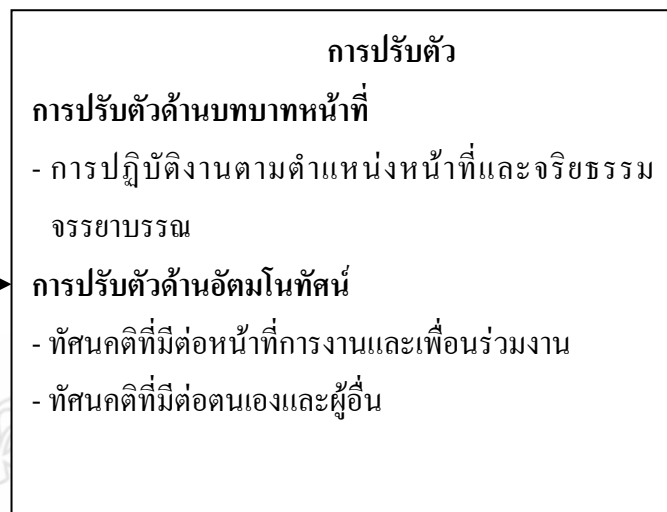 การปรับตัว
การปรับตัวด้านบทบาทหน้าที่
- การปฏิบัติงานตามตำแหน่งหน้าที่และจริยธรรม
จรรยาบรรณ
การปรับตัวด้านอัตมโนทัศน์
- ทัศนคติที่มีต่อหน้าที่การงานและเพื่อนร่วมงาน
- ทัศนคติที่มีต่อตนเองและผู้อื่น